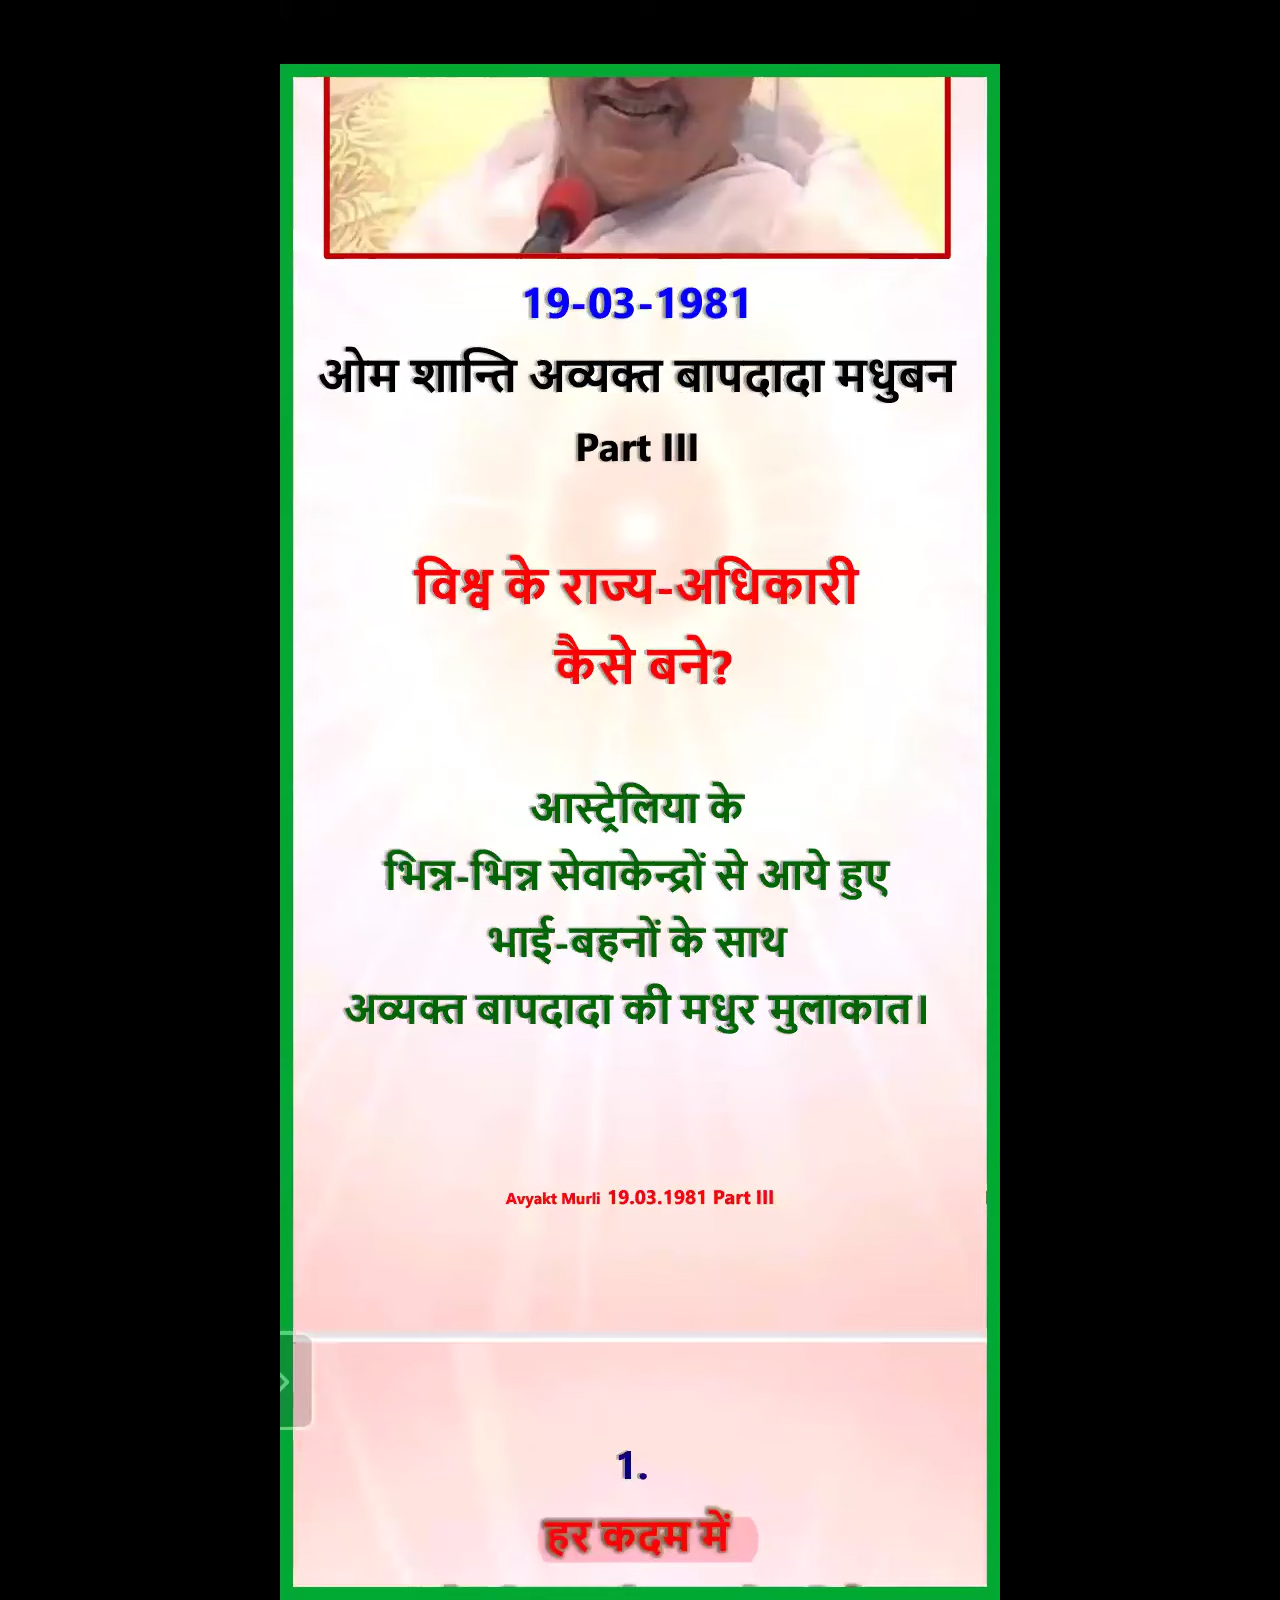 19-03-1981
ओम शान्ति अव्यक्त बापदादा मधुबन
Part III
विश्व के राज्य-अधिकारी
कैसे बने?
आस्ट्रेलिया के
भिन्न-भिन्न सेवाकेन्द्रों से आये हुए
भाई-बहनों के साथ
अव्यक्त बापदादा की मधुर मुलाकात।
Avyakt Murli 19.03.1981 Part III
1.
हर कदम में